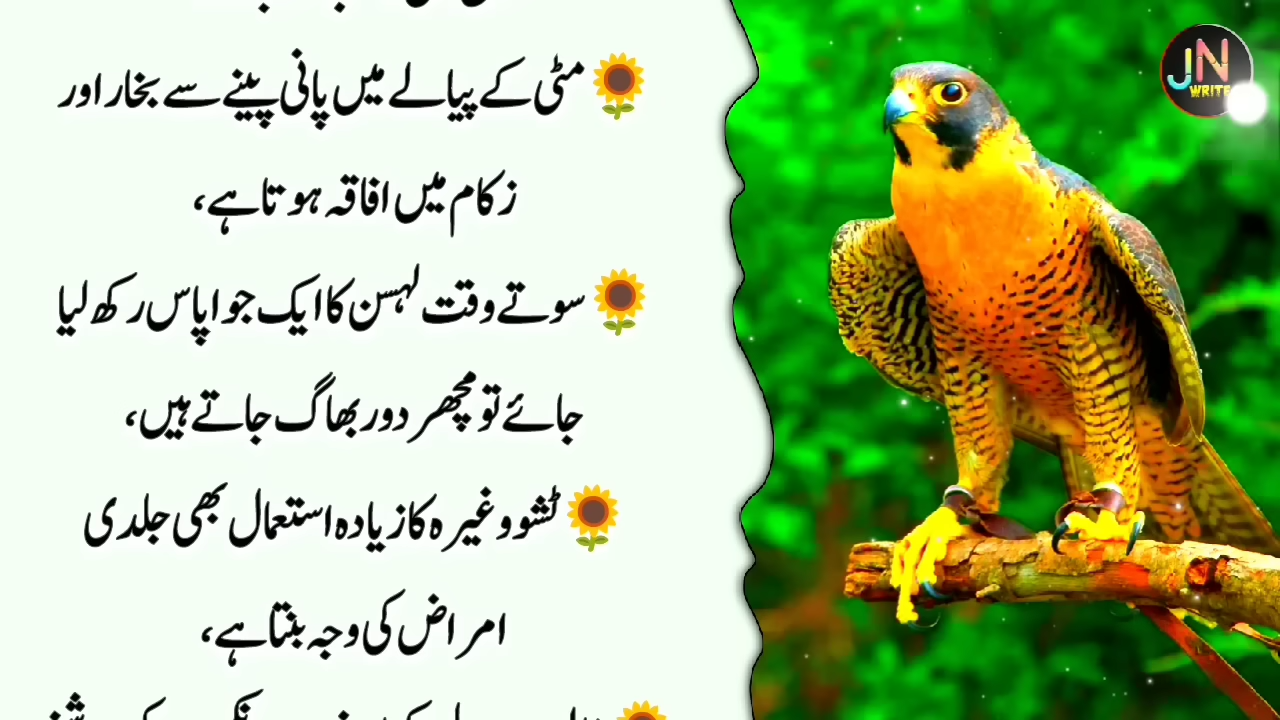 مٹی کے پیالے میں پانی پینے سے بخار اور
زکام میں افاقہ ہوتا ہے،
سوتے وقت لہسن کا ایک جوا پاس رکھ لیا
جائے تو مچھر دور بھاگ جاتے ہیں،
ٹشو وغیرہ کا زیادہ استعمال بھی جلدی
امراض کی وجہ بنتا ہے،
JN
WRITE